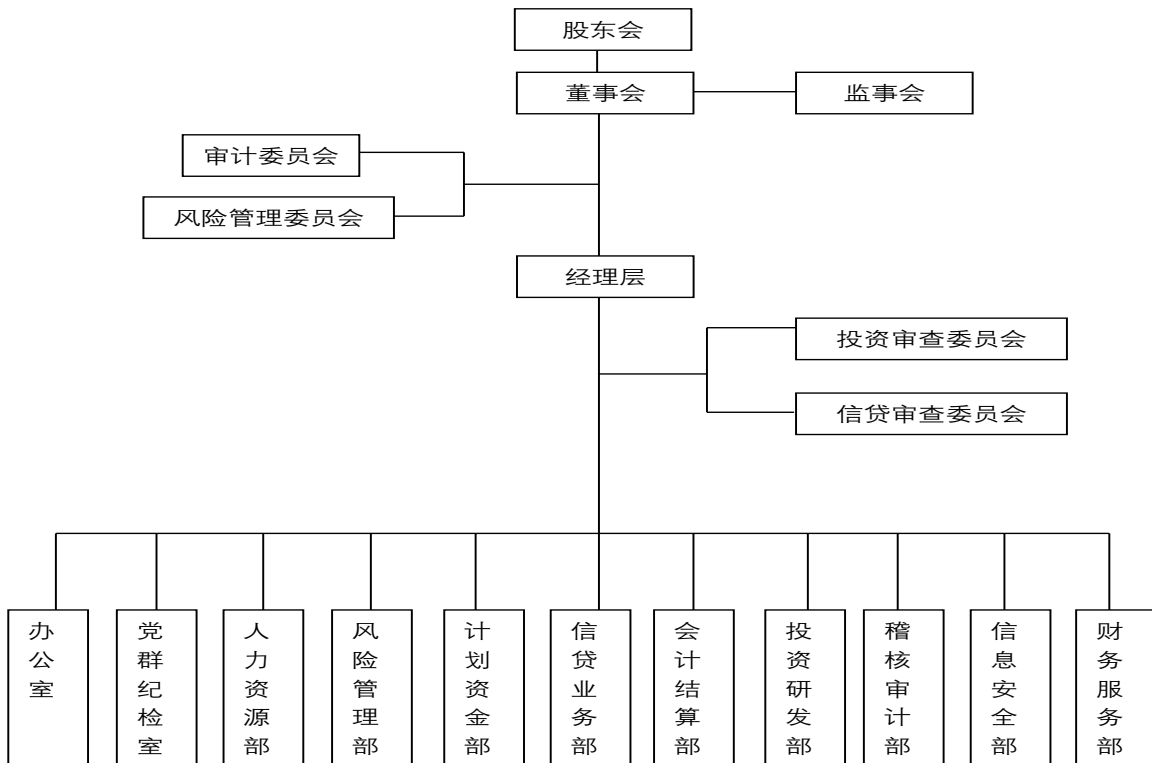 股东会
董事会
监事会
审计委员会
风险管理委员会
经理层
投资审查委员会
信贷审查委员会
办公室
党群纪检室
人力资源部
风险管理部
计划资金部
信贷业务部
会计结算部
投资研发部
稽核审计部
信息安全部
财务服务部